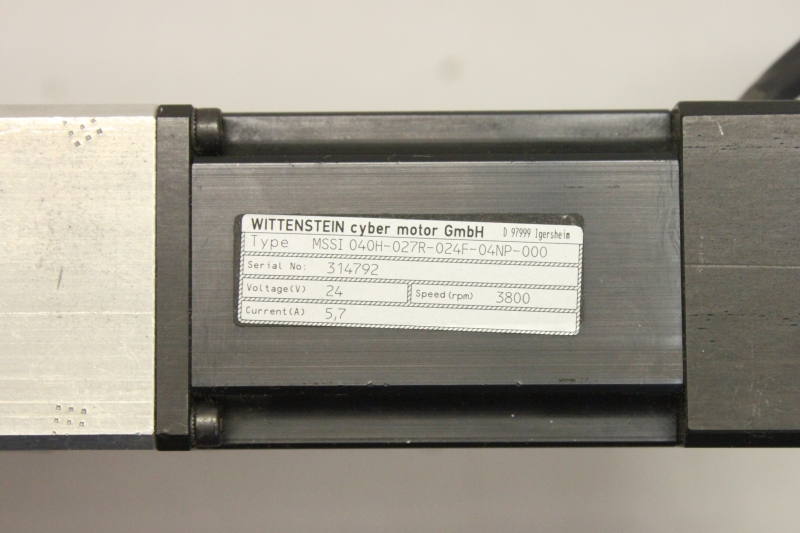 WITTENSTEIN cyber motor GmbH D 97999 Igersheim
Type MSSI 040H-027R-024F-04NP-000
Serial No: 314792
Voltage(V) 24 Speed(rpm) 3800
Current(A) 5,7